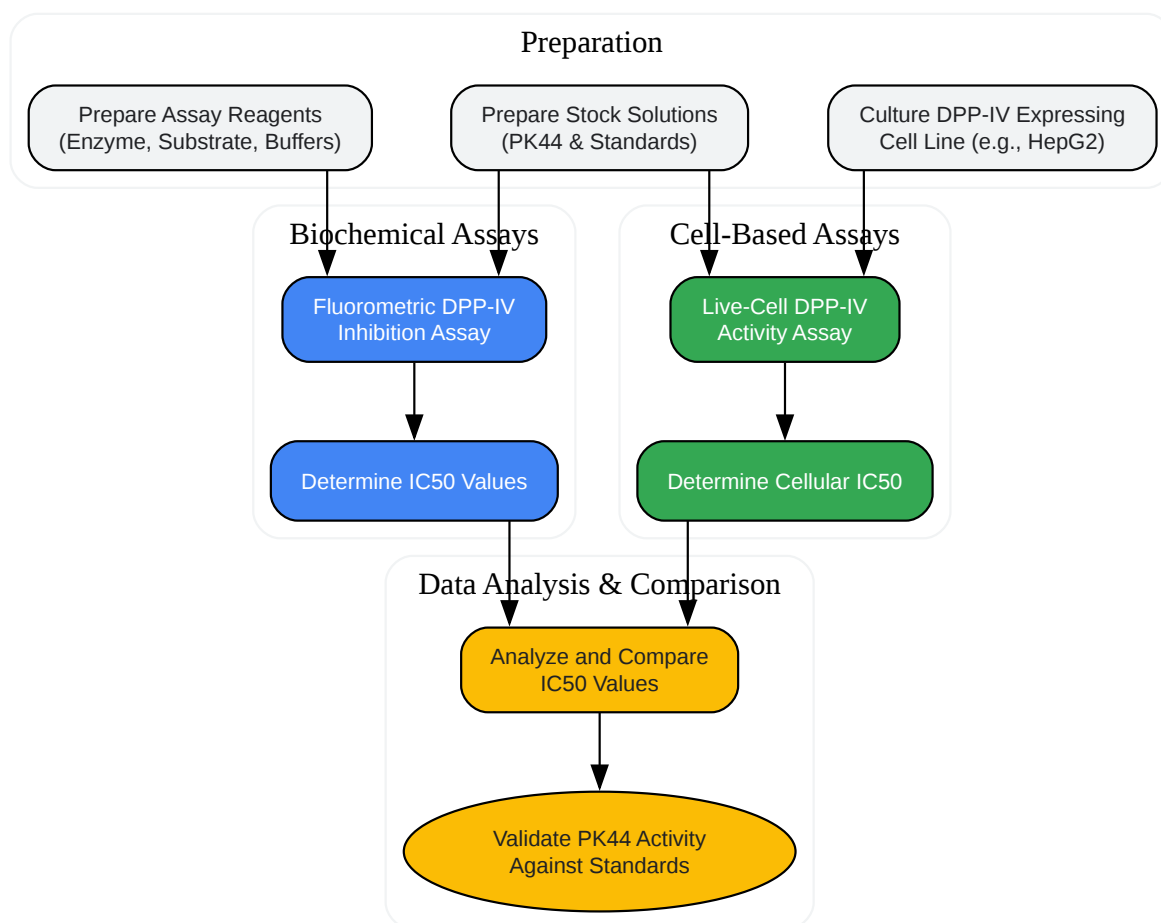 Preparation
Prepare Assay Reagents
(Enzyme, Substrate, Buffers)
Prepare Stock Solutions
(PK44 & Standards)
Culture DPP-IV Expressing
Cell Line (e.g., HepG2)
Biochemical Assays
Cell-Based Assays
Fluorometric DPP-IV
Inhibition Assay
Live-Cell DPP-IV
Activity Assay
Determine IC50 Values
Determine Cellular IC50
Data Analysis & Comparison
Analyze and Compare
IC50 Values
Validate PK44 Activity
Against Standards